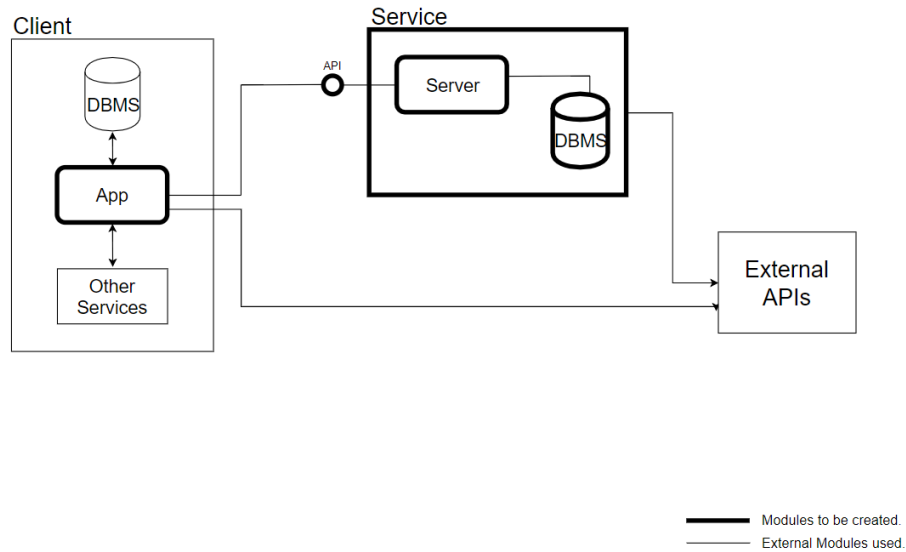 Client
Service
API
DBMS
Server
DBMS
App
Other
Services
External
APIs
Modules to be created.
External Modules used.